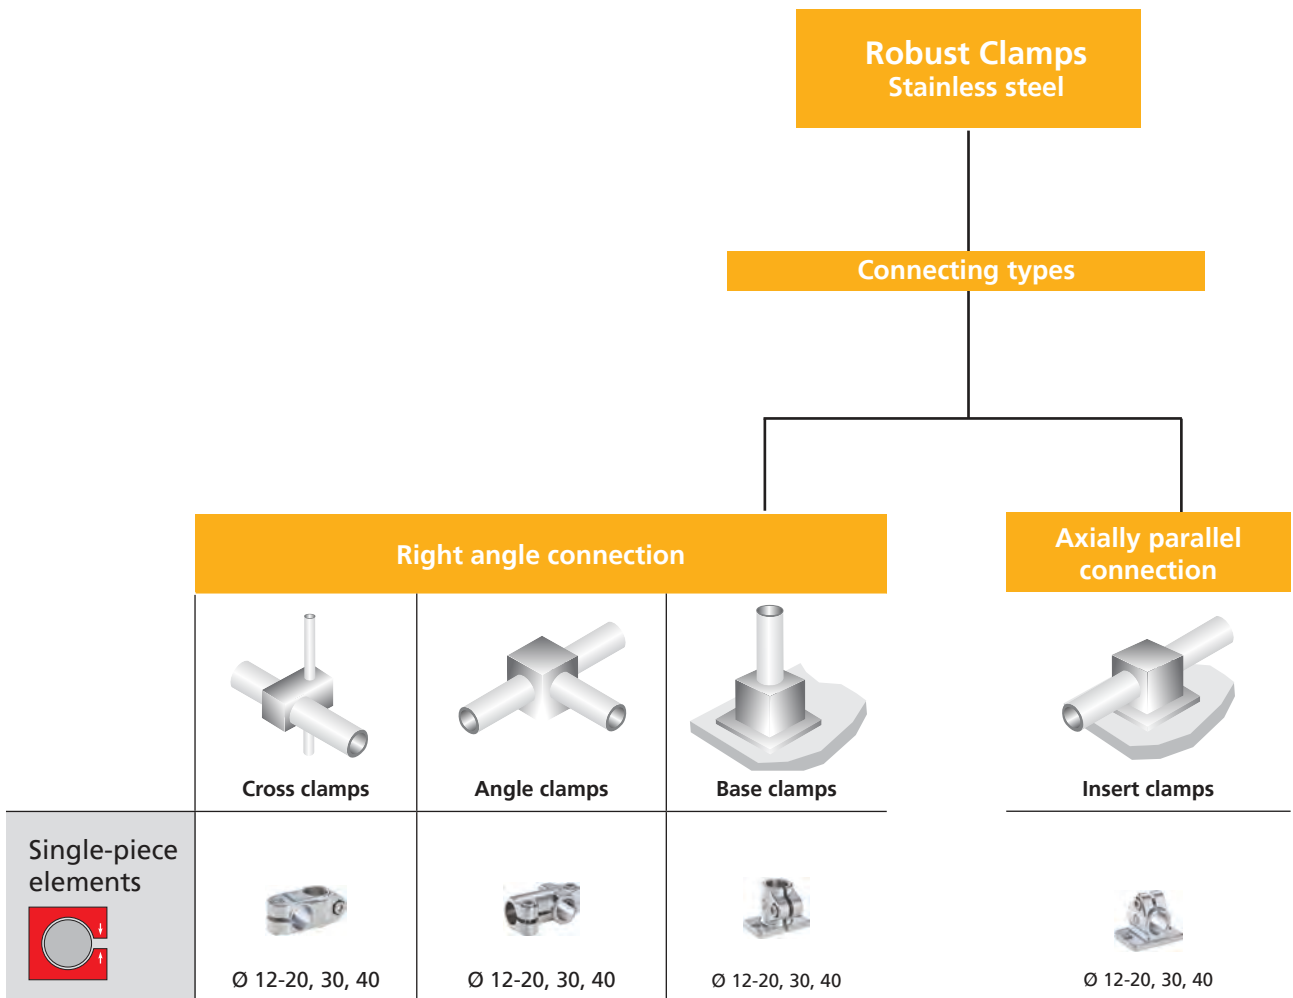 Robust Clamps
Stainless steel
Connecting types
Right angle connection
Axially parallel
connection
Cross clamps
Angle clamps
Base clamps
Insert clamps
Single-piece
elements
Ø 12-20, 30, 40
Ø 12-20, 30, 40
Ø 12-20, 30, 40
Ø 12-20, 30, 40